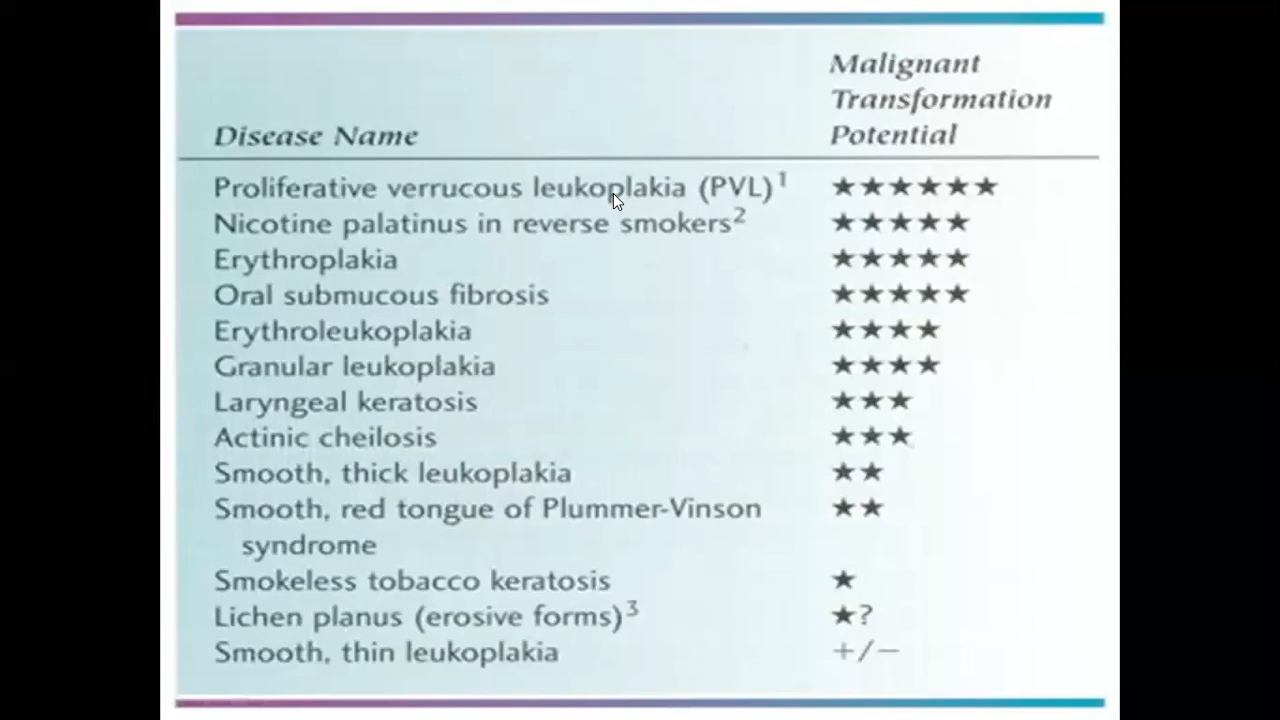 Malignant
Transformation
Disease Name Potential
Proliferative verrucous leukoplakia (PVL)¹ ★★★★★★
Nicotine palatinus in reverse smokers² ★★★★★
Erythroplakia ★★★★★
Oral submucous fibrosis ★★★★★
Erythroleukoplakia ★★★★
Granular leukoplakia ★★★★
Laryngeal keratosis ★★★
Actinic cheilosis ★★★
Smooth, thick leukoplakia ★★
Smooth, red tongue of Plummer-Vinson ★★
syndrome
Smokeless tobacco keratosis ★
Lichen planus (erosive forms)³ ★?
Smooth, thin leukoplakia +/−